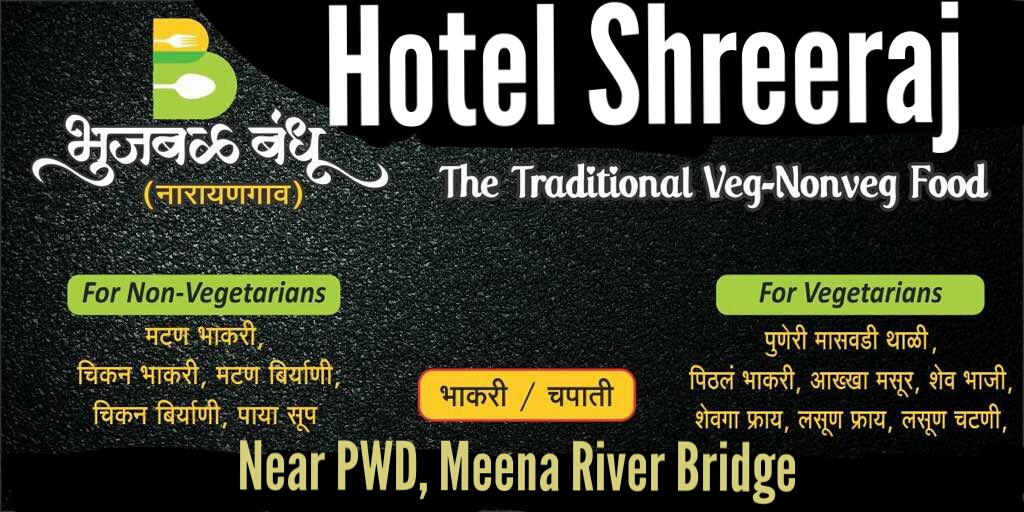 Hotel Shreeraj
भुजबळ बंधू
(नारायणगाव)
The Traditional Veg-Nonveg Food
For Non-Vegetarians
मटण भाकरी,
चिकन भाकरी, मटण बिर्याणी,
चिकन बिर्याणी, पाया सूप
भाकरी / चपाती
For Vegetarians
पुणेरी मासवडी थाळी,
पिठलं भाकरी, आख्खा मसूर, शेव भाजी,
शेवगा फ्राय, लसूण फ्राय, लसूण चटणी,
Near PWD, Meena River Bridge